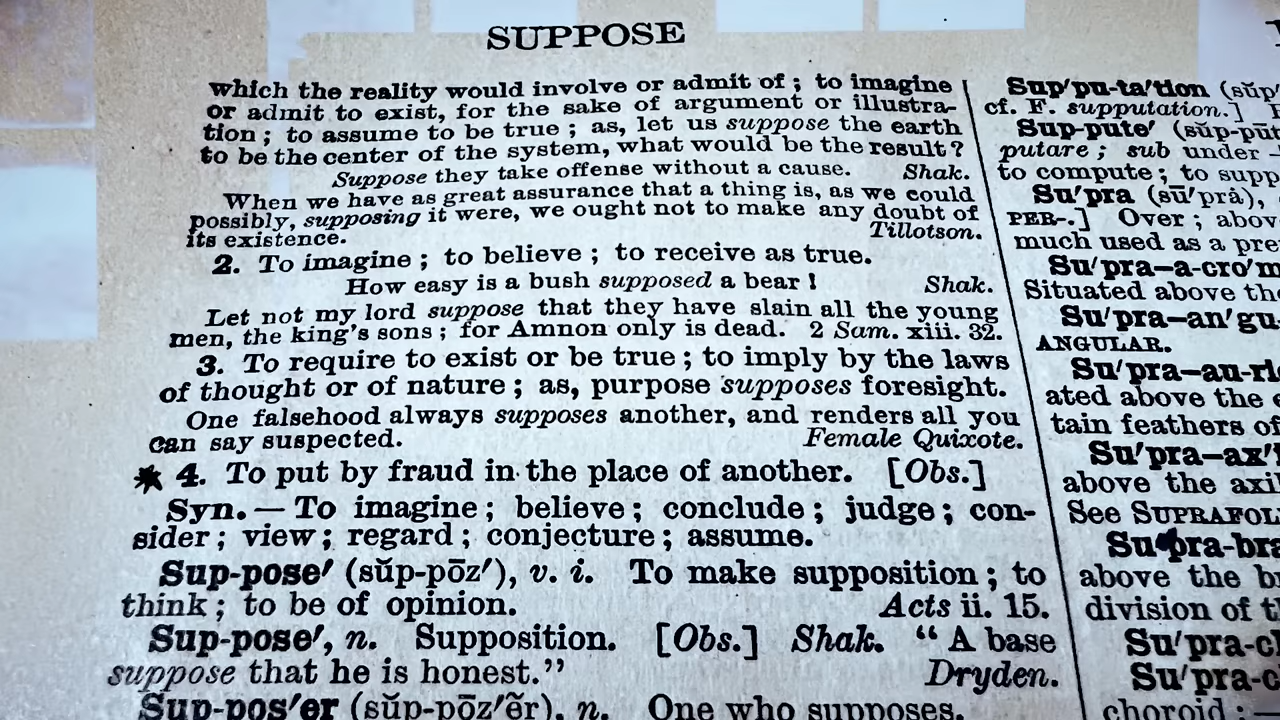 SUPPOSE
which the reality would involve or admit of; to imagine
or admit to exist, for the sake of argument or illustra-
tion; to assume to be true; as, let us suppose the earth
to be the center of the system, what would be the result?
Suppose they take offense without a cause. Shak.
When we have as great assurance that a thing is, as we could
possibly, supposing it were, we ought not to make any doubt of
its existence. Tillotson.
2. To imagine; to believe; to receive as true.
How easy is a bush supposed a bear! Shak.
Let not my lord suppose that they have slain all the young
men, the king's sons; for Amnon only is dead. 2 Sam. xiii. 32.
3. To require to exist or be true; to imply by the laws
of thought or of nature; as, purpose supposes foresight.
One falsehood always supposes another, and renders all you
can say suspected. Female Quixote.
★ 4. To put by fraud in the place of another. [Obs.]
Syn. — To imagine; believe; conclude; judge; con-
sider; view; regard; conjecture; assume.
Sup-pose′ (sŭp-pōz′), v. i. To make supposition; to
think; to be of opinion. Acts ii. 15.
Sup-pose′, n. Supposition. [Obs.] Shak. “A base
suppose that he is honest.” Dryden.
Sup-pos′er (sŭp-pōz′ẽr), n. One who supposes.
Sup′pu-ta′tion (sŭp′
cf. F. supputation.]
Sup-pute′ (sŭp-pūt
putare; sub under
to compute; to supp
Su′pra (sū′prȧ),
PER-.] Over; abov
much used as a pre
Su′pra-a-cro′m
Situated above the
Su′pra-an′gu
ANGULAR.
Su′pra-au-ri
ated above the
tain feathers of
Su′pra-ax′
above the axi
See SUPRAFOL
Su′pra-bra
above the b
division of t
Su′pra-c
Su′pra-c
choroid; —